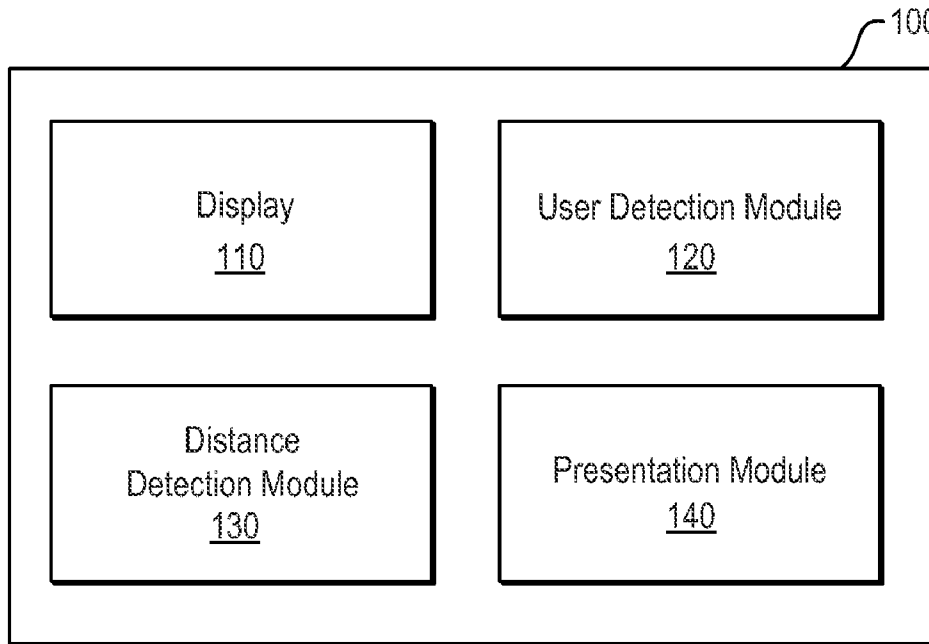 100
Display
110
User Detection Module
120
Distance
Detection Module
130
Presentation Module
140